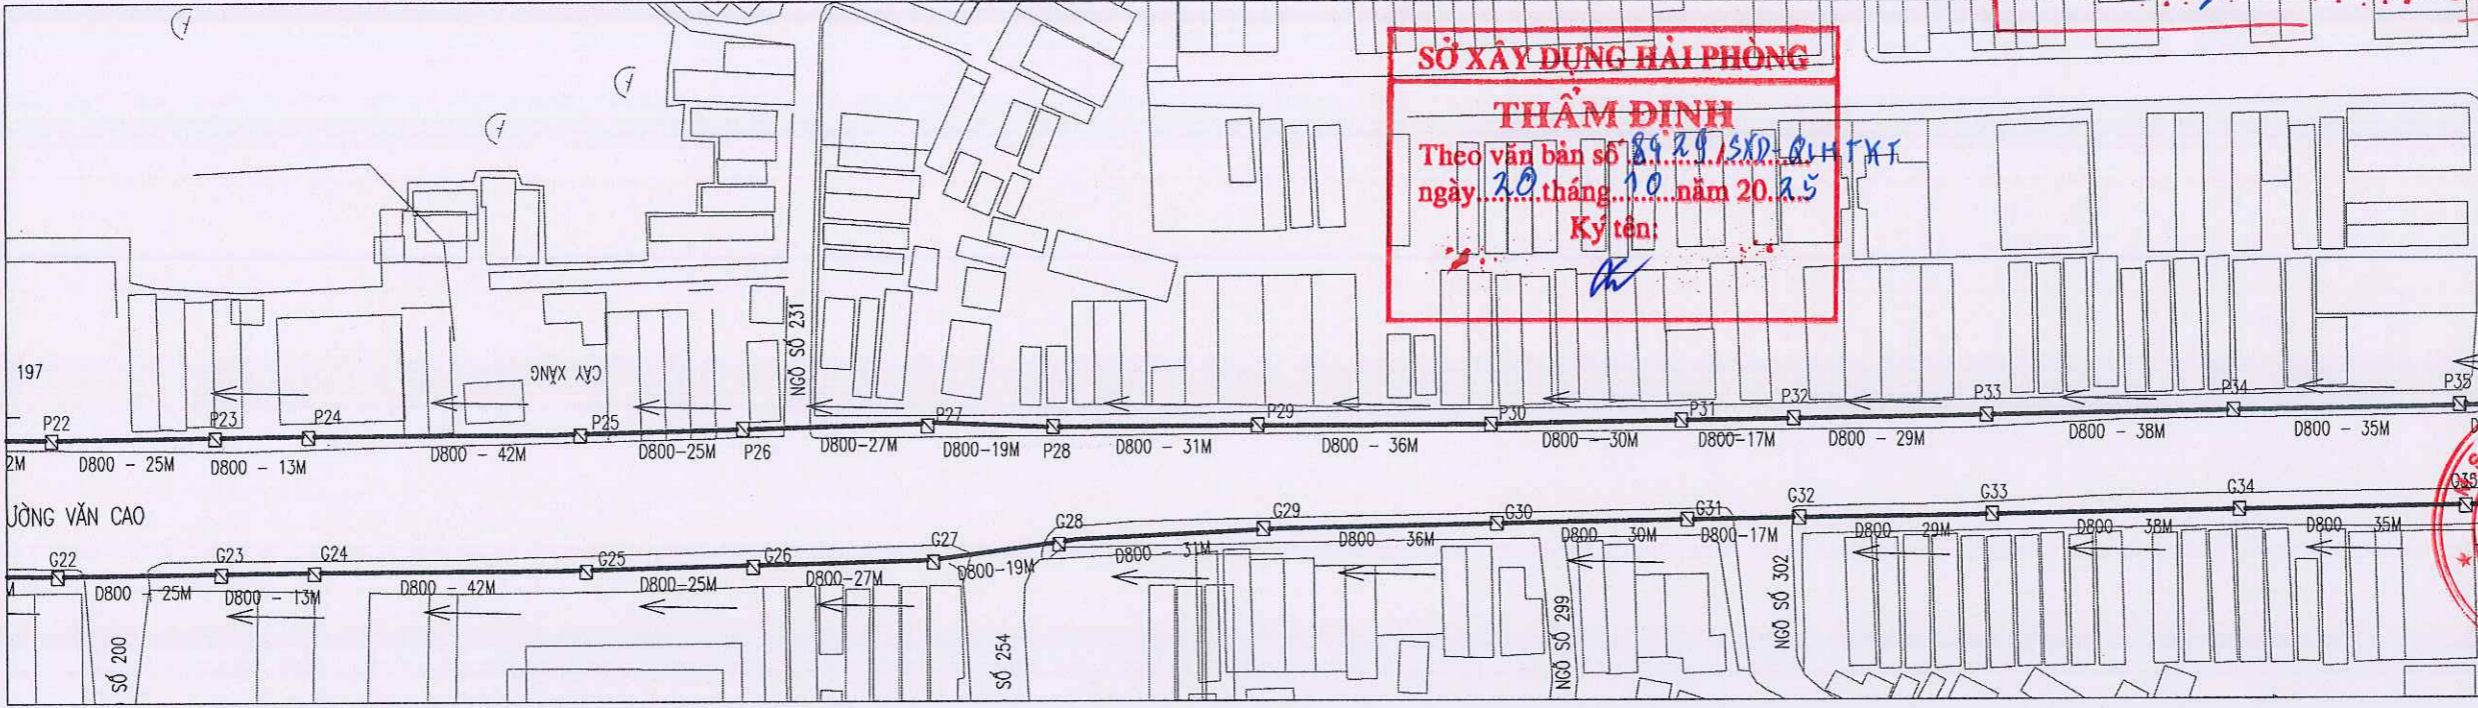 SỞ XÂY DỰNG HẢI PHÒNG
THẨM ĐỊNH
Theo văn bản số 8929/SXD-QLHTKT
ngày 20 tháng 10 năm 20 25
Ký tên:
197
CÂY XĂNG
NGÕ SỐ 231
P22 P23 P24 P25 P26 P27 P28 P29 P30 P31 P32 P33 P34 P35
2M D800 - 25M D800 - 13M D800 - 42M D800-25M D800-27M D800-19M D800 - 31M D800 - 36M D800 - 30M D800-17M D800 - 29M D800 - 38M D800 - 35M D
ƯỜNG VĂN CAO
G22 G23 G24 G25 G26 G27 G28 G29 G30 G31 G32 G33 G34 G35
M D800 - 25M D800 - 13M D800 - 42M D800-25M D800-27M D800-19M D800 - 31M D800 - 36M D800 - 30M D800-17M D800 - 29M D800 - 38M D800 - 35M
SỐ 200
SỐ 254
NGÕ SỐ 299
NGÕ SỐ 302